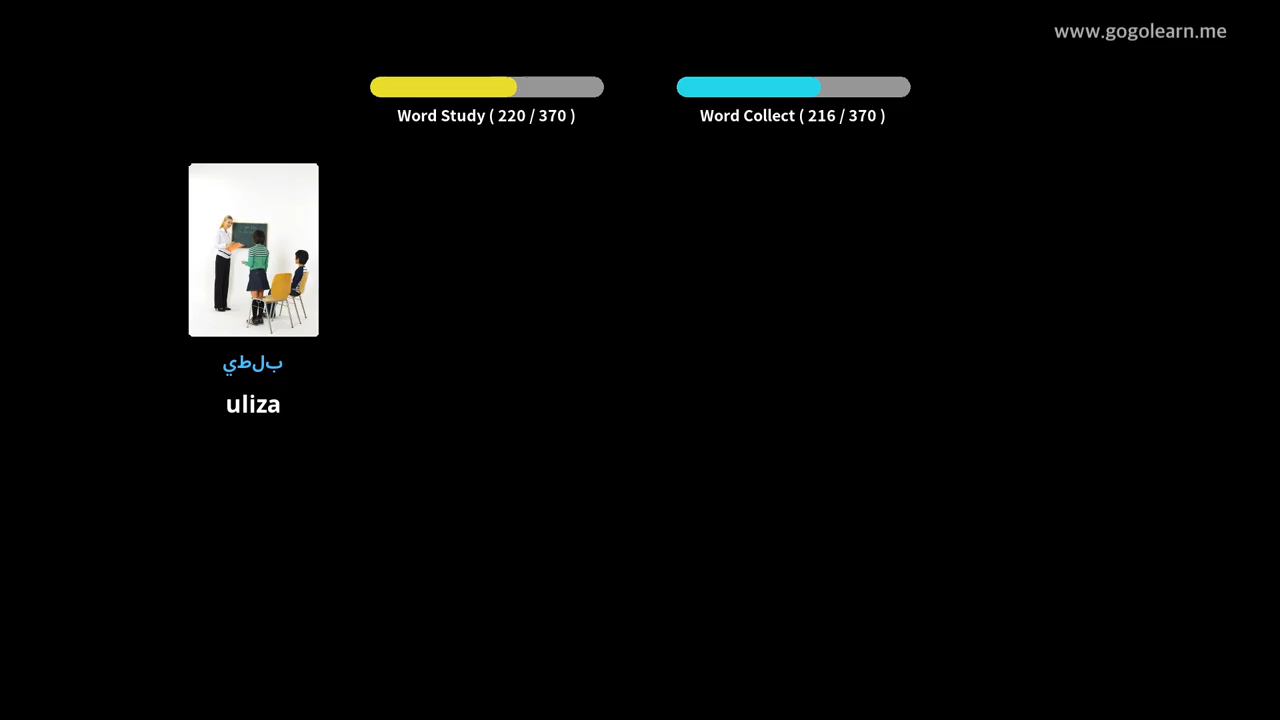 www.gogolearn.me
Word Study ( 220 / 370 )
Word Collect ( 216 / 370 )
بلطي
uliza